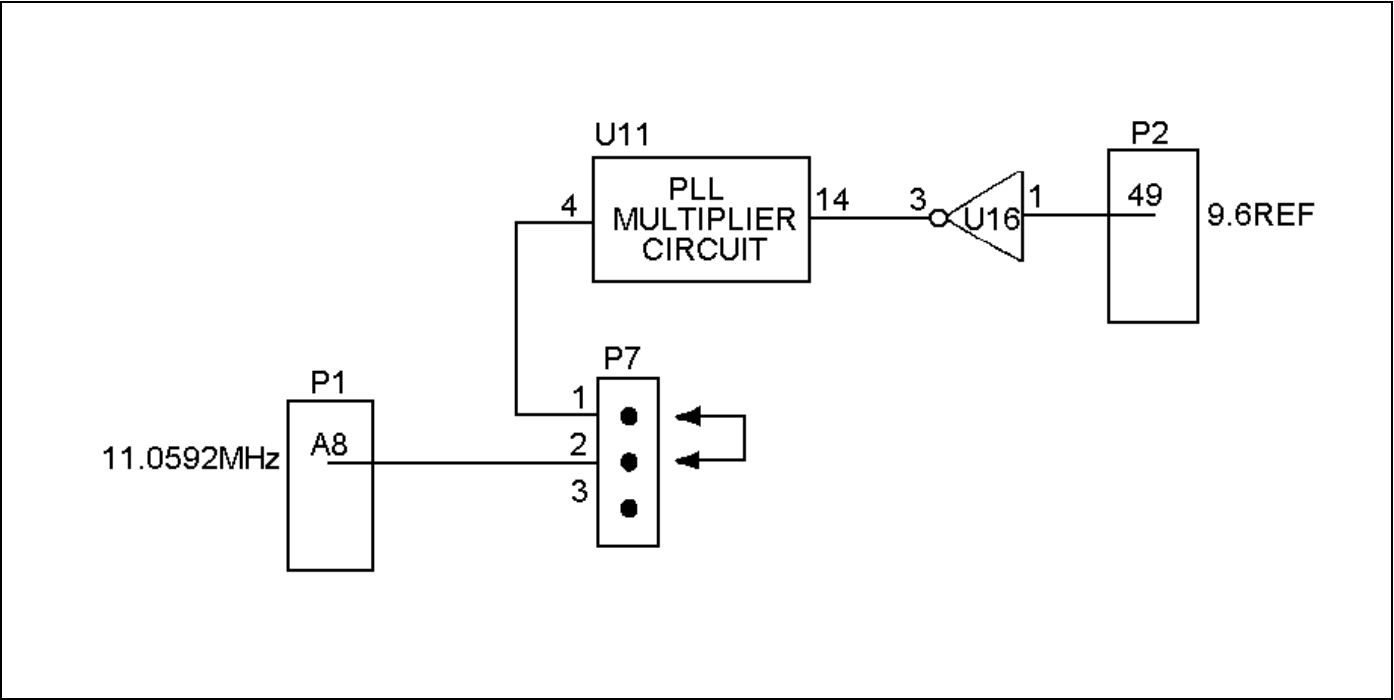 U11
P2
PLL
MULTIPLIER
CIRCUIT
4
14
3
U16
1
49
9.6REF
P7
P1
1
11.0592MHz
A8
2
3